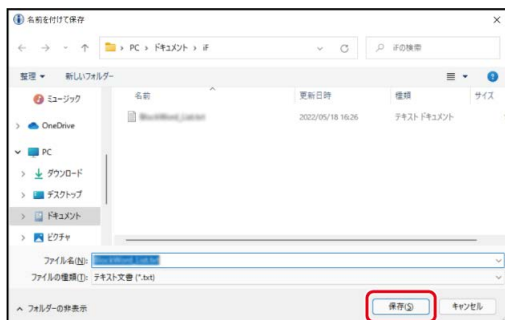 名前を付けて保存
PC › ドキュメント › iF
iFの検索
整理 新しいフォルダー
名前 更新日時 種類 サイズ
ミュージック
2022/05/18 16:26 テキスト ドキュメント
OneDrive
PC
ダウンロード
デスクトップ
ドキュメント
ピクチャ
ファイル名(N):
ファイルの種類(T): テキスト文書 (*.txt)
フォルダーの非表示 保存(S) キャンセル